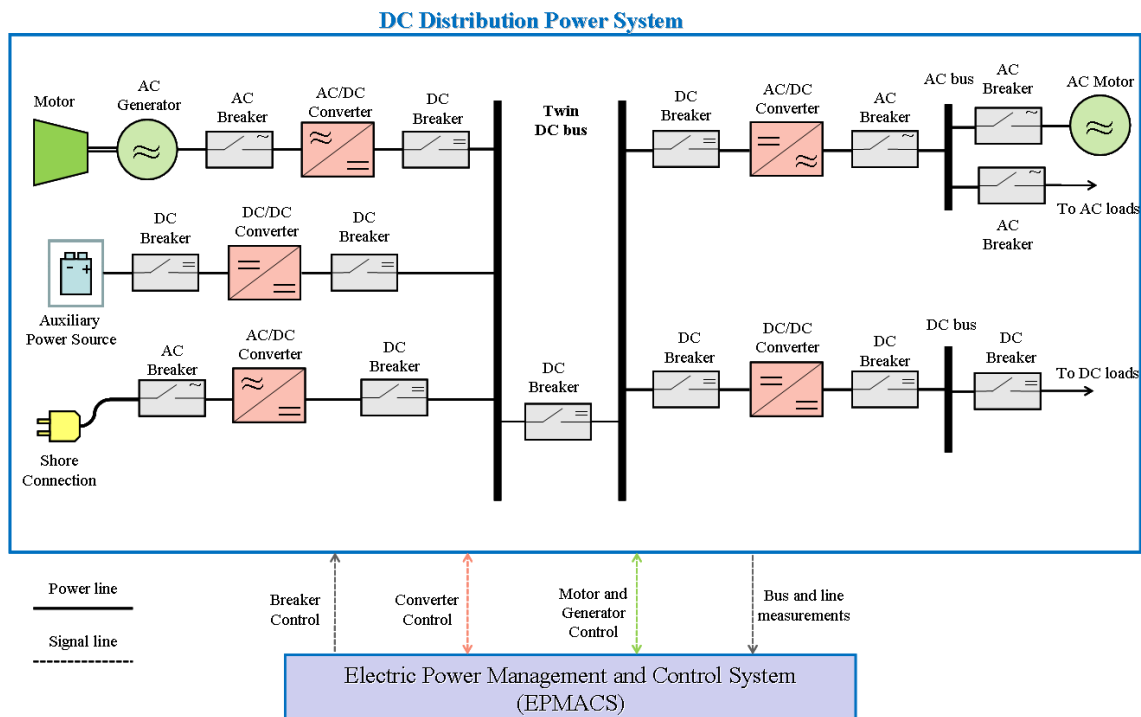 DC Distribution Power System
Motor
AC
Generator
AC
Breaker
AC/DC
Converter
DC
Breaker
Twin
DC bus
DC
Breaker
AC/DC
Converter
AC
Breaker
AC bus
AC
Breaker
AC Motor
To AC loads
AC
Breaker
DC
Breaker
DC/DC
Converter
DC
Breaker
- +
Auxiliary
Power Source
AC
Breaker
AC/DC
Converter
DC
Breaker
Shore
Connection
DC
Breaker
DC
Breaker
DC/DC
Converter
DC
Breaker
DC bus
DC
Breaker
To DC loads
Power line
Signal line
Breaker
Control
Converter
Control
Motor and
Generator
Control
Bus and line
measurements
Electric Power Management and Control System
(EPMACS)